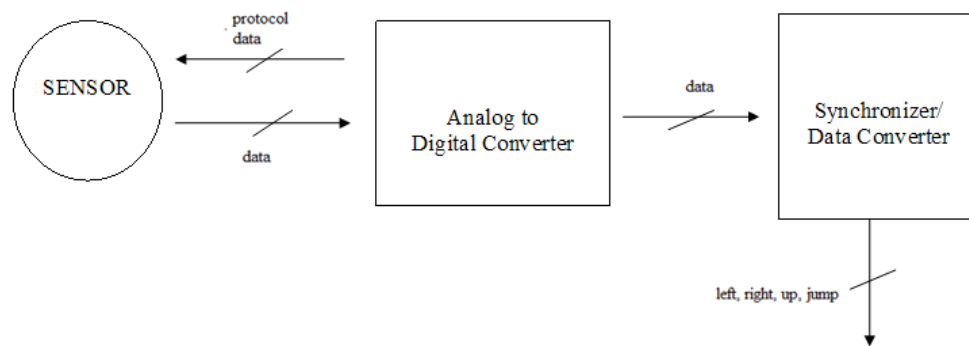 protocol
data
SENSOR
data
Analog to
Digital Converter
data
Synchronizer/
Data Converter
left, right, up, jump